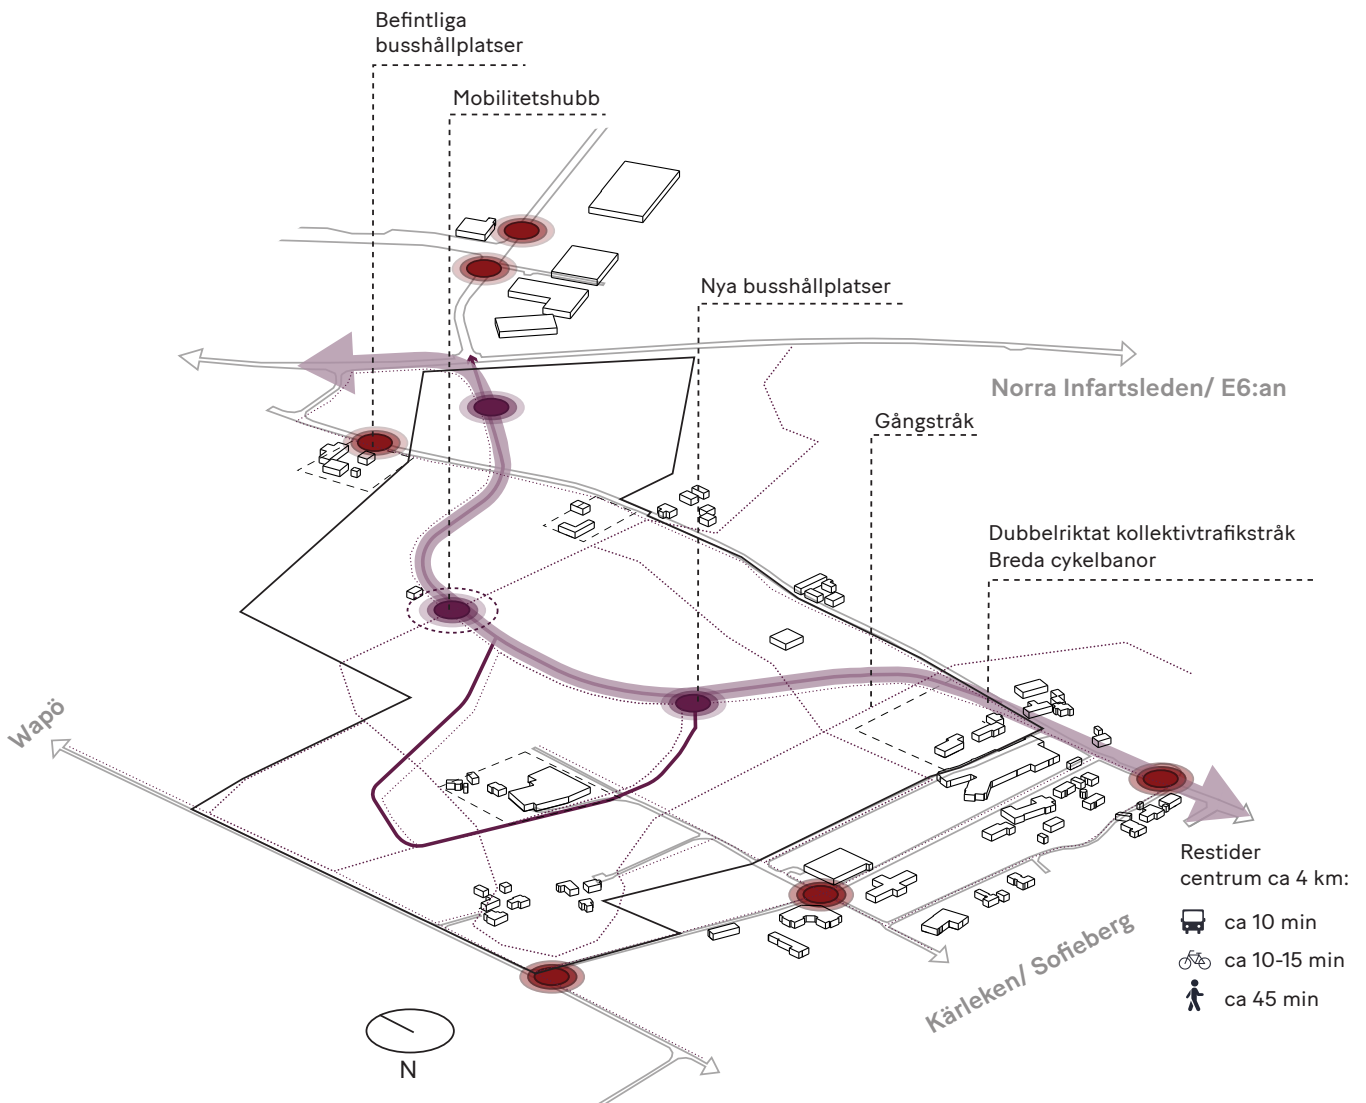 Befintliga
busshållplatser
Mobilitetshubb
Nya busshållplatser
Norra Infartsleden/ E6:an
Gångstråk
Dubbelriktat kollektivtrafikstråk
Breda cykelbanor
Wapö
Restider
centrum ca 4 km:
ca 10 min
ca 10-15 min
ca 45 min
Kärleken/ Sofieberg
N